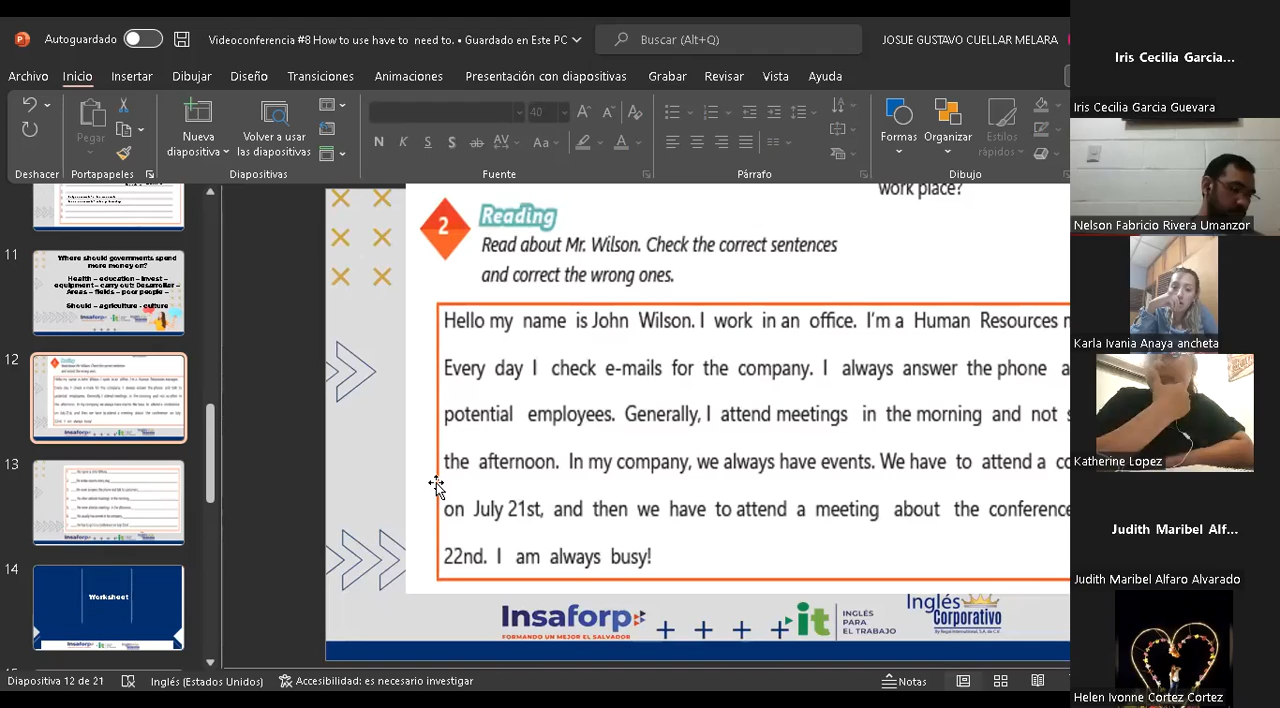 Autoguardado
Videoconferencia #8 How to use have to need to. • Guardado en Este PC
Buscar (Alt+Q)
JOSUE GUSTAVO CUELLAR MELARA
Archivo Inicio Insertar Dibujar Diseño Transiciones Animaciones Presentación con diapositivas Grabar Revisar Vista Ayuda
Pegar
Nueva diapositiva
Volver a usar las diapositivas
40
N K S S ab AV Aa A
Formas
Organizar
Estilos rápidos
Deshacer Portapapeles Diapositivas Fuente Párrafo Dibujo
11
Where should governments spend
more money on?
Health – education – invest –
equipment – carry out: Desarrollar –
Areas – fields – poor people –
Should – agriculture - culture
12
13
14
Worksheet
work place?
2
Reading
Read about Mr. Wilson. Check the correct sentences
and correct the wrong ones.
Hello my name is John Wilson. I work in an office. I'm a Human Resources
Every day I check e-mails for the company. I always answer the phone
potential employees. Generally, I attend meetings in the morning and not
the afternoon. In my company, we always have events. We have to attend a
on July 21st, and then we have to attend a meeting about the conference
22nd. I am always busy!
Insaforp
FORMANDO UN MEJOR EL SALVADOR
it
INGLÉS
PARA
EL TRABAJO
Inglés
Corporativo
Diapositiva 12 de 21
Inglés (Estados Unidos)
Accesibilidad: es necesario investigar
Notas
Iris Cecilia Garcia...
Iris Cecilia Garcia Guevara
Nelson Fabricio Rivera Umanzor
Karla Ivania Anaya ancheta
Katherine Lopez
Judith Maribel Alf...
Judith Maribel Alfaro Alvarado
Helen Ivonne Cortez Cortez